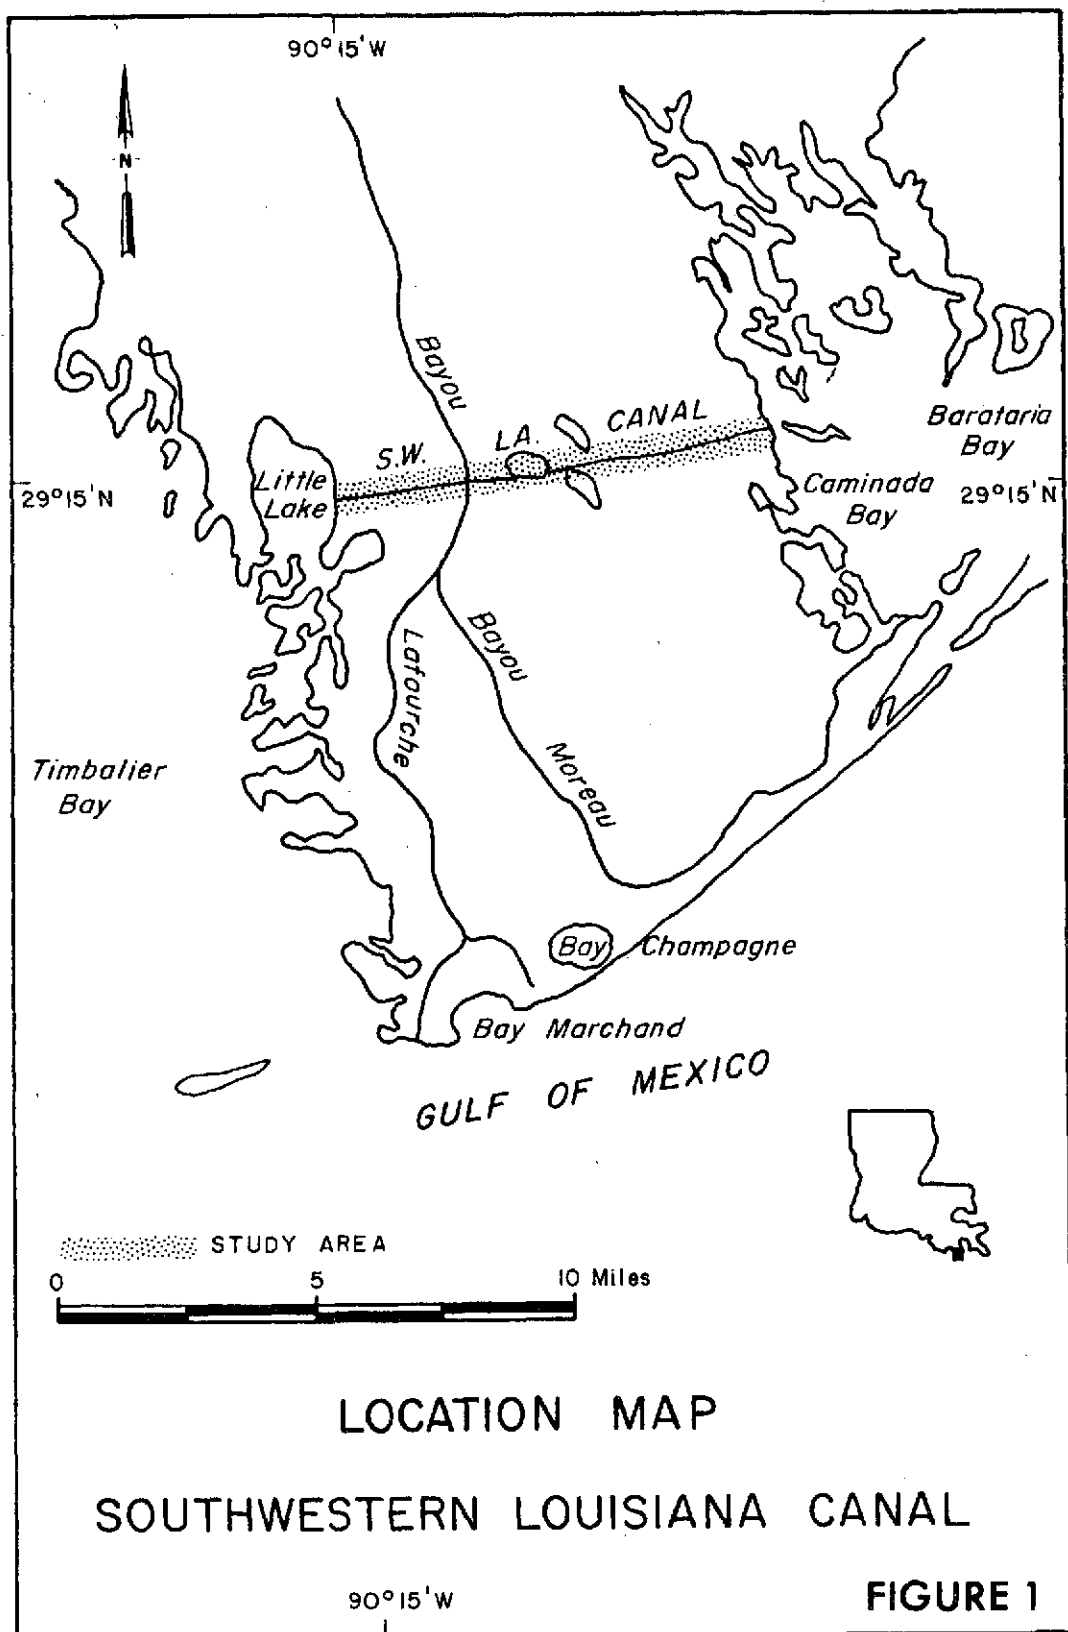 90° 15' W
N
Bayou
Barataria
Bay
S.W. LA. CANAL
Little
Lake
29° 15' N
Caminada
Bay
29° 15' N
Bayou
Lafourche
Moreau
Timbalier
Bay
Bay Champagne
Bay Marchand
GULF OF MEXICO
STUDY AREA
0 5 10 Miles
LOCATION MAP
SOUTHWESTERN LOUISIANA CANAL
FIGURE 1
90° 15' W